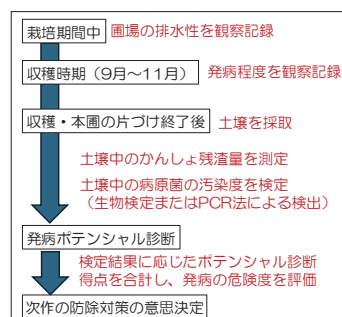 栽培期間中 圃場の排水性を観察記録
収穫時期（9月～11月） 発病程度を観察記録
収穫・本圃の片づけ終了後 土壌を採取
土壌中のかんしょ残渣量を測定
土壌中の病原菌の汚染度を検定
（生物検定またはPCR法による検出）
発病ポテンシャル診断
検定結果に応じたポテンシャル診断
得点を合計し、発病の危険度を評価
次作の防除対策の意思決定